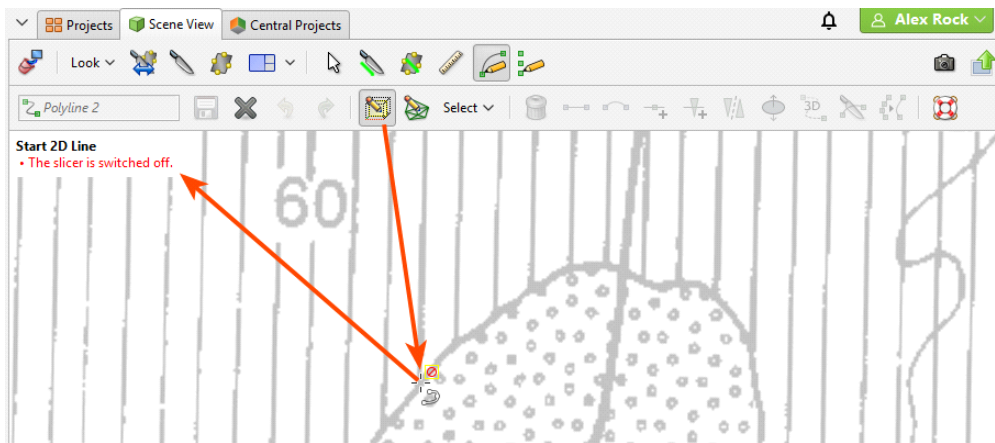 Projects Scene View Central Projects Alex Rock
Look
Polyline 2 Select 3D
Start 2D Line
• The slicer is switched off.
60